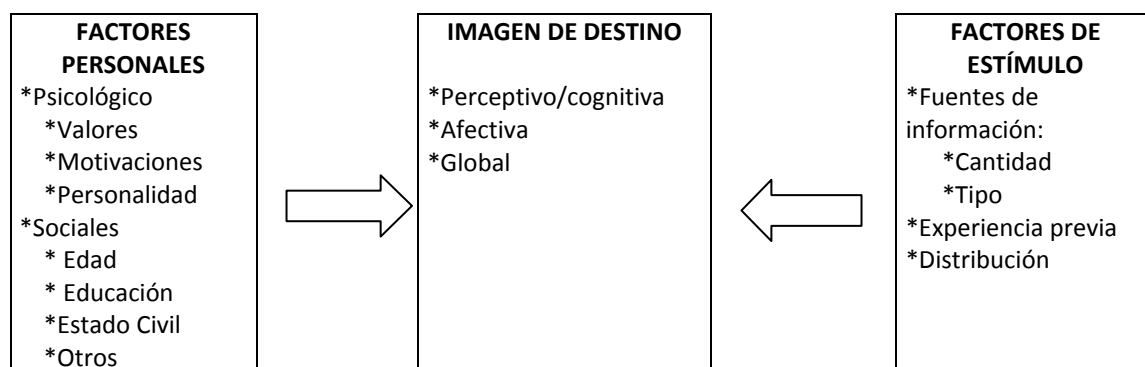 FACTORES
PERSONALES
*Psicológico
*Valores
*Motivaciones
*Personalidad
*Sociales
* Edad
* Educación
*Estado Civil
*Otros
IMAGEN DE DESTINO
*Perceptivo/cognitiva
*Afectiva
*Global
FACTORES DE
ESTÍMULO
*Fuentes de
información:
*Cantidad
*Tipo
*Experiencia previa
*Distribución